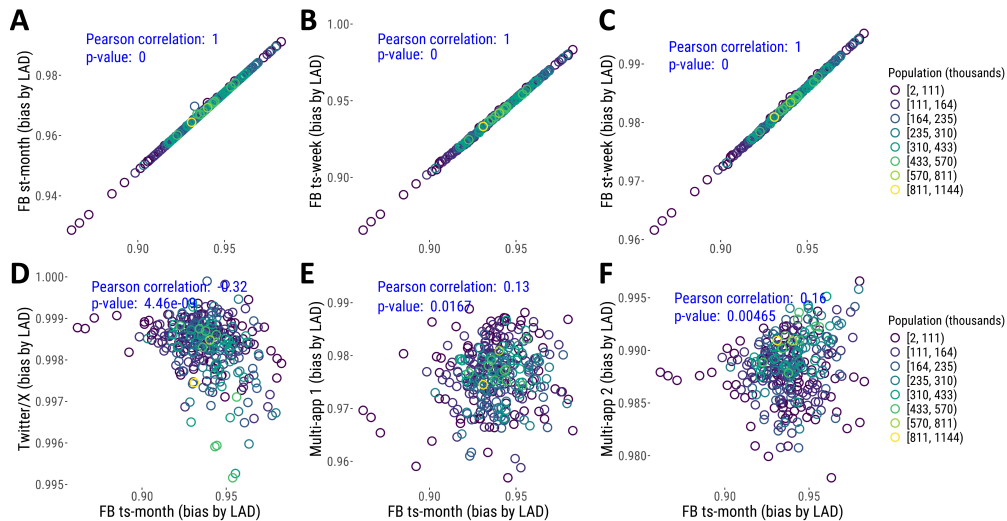 A
Pearson correlation: 1
p-value: 0
FB st-month (bias by LAD)
0.98
0.96
0.94
0.90
0.95
B
Pearson correlation: 1
p-value: 0
FB ts-week (bias by LAD)
1.00
0.95
0.90
0.90
0.95
C
Pearson correlation: 1
p-value: 0
FB st-week (bias by LAD)
0.99
0.98
0.97
0.96
0.90
0.95
Population (thousands)
[2, 111)
[111, 164)
[164, 235)
[235, 310)
[310, 433)
[433, 570)
[570, 811)
[811, 1144)
D
Pearson correlation: -0.32
p-value: 4.46e-09
Twitter/X (bias by LAD)
1.000
0.999
0.998
0.997
0.996
0.995
0.90
0.95
FB ts-month (bias by LAD)
E
Pearson correlation: 0.13
p-value: 0.0167
Multi-app 1 (bias by LAD)
0.99
0.98
0.97
0.96
0.90
0.95
FB ts-month (bias by LAD)
F
Pearson correlation: 0.16
p-value: 0.00465
Multi-app 2 (bias by LAD)
0.995
0.990
0.985
0.980
0.90
0.95
FB ts-month (bias by LAD)
Population (thousands)
[2, 111)
[111, 164)
[164, 235)
[235, 310)
[310, 433)
[433, 570)
[570, 811)
[811, 1144)